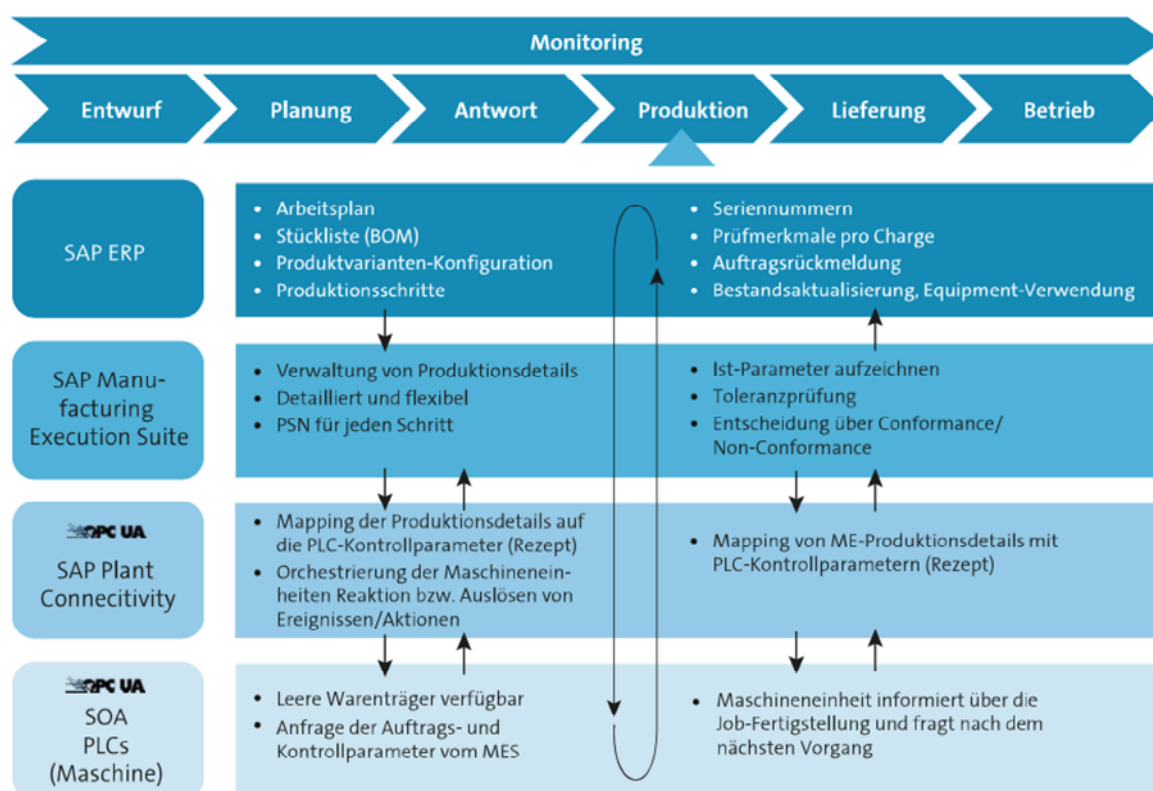 Monitoring
Entwurf
Planung
Antwort
Produktion
Lieferung
Betrieb
SAP ERP
• Arbeitsplan
• Stückliste (BOM)
• Produktvarianten-Konfiguration
• Produktionsschritte
• Seriennummern
• Prüfmerkmale pro Charge
• Auftragsrückmeldung
• Bestandsaktualisierung, Equipment-Verwendung
SAP Manu-
facturing
Execution Suite
• Verwaltung von Produktionsdetails
• Detailliert und flexibel
• PSN für jeden Schritt
• Ist-Parameter aufzeichnen
• Toleranzprüfung
• Entscheidung über Conformance/
Non-Conformance
OPC UA
SAP Plant
Connecitivity
• Mapping der Produktionsdetails auf
die PLC-Kontrollparameter (Rezept)
• Orchestrierung der Maschinenein-
heiten Reaktion bzw. Auslösen von
Ereignissen/Aktionen
• Mapping von ME-Produktionsdetails mit
PLC-Kontrollparametern (Rezept)
OPC UA
SOA
PLCs
(Maschine)
• Leere Warenträger verfügbar
• Anfrage der Auftrags- und
Kontrollparameter vom MES
• Maschineneinheit informiert über die
Job-Fertigstellung und fragt nach dem
nächsten Vorgang